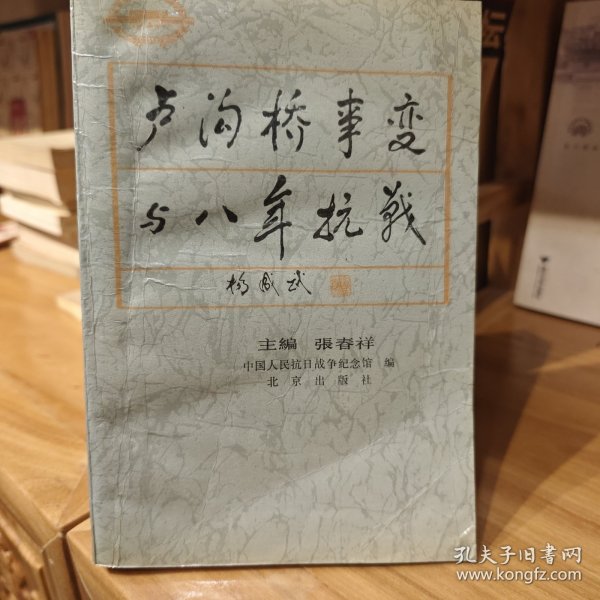 卢沟桥事变
与八年抗战
杨成武
主编 張春祥
中国人民抗日战争纪念馆 编
北京出版社
坛
孔夫子旧书网
www.kongfz.com